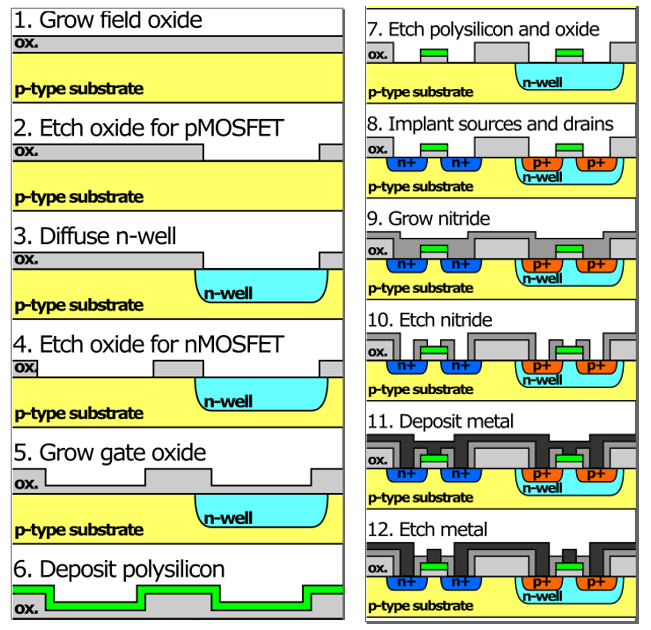 1. Grow field oxide
ox.
p-type substrate
2. Etch oxide for pMOSFET
ox.
p-type substrate
3. Diffuse n-well
ox.
n-well
p-type substrate
4. Etch oxide for nMOSFET
ox.
n-well
p-type substrate
5. Grow gate oxide
ox.
n-well
p-type substrate
6. Deposit polysilicon
ox.
7. Etch polysilicon and oxide
ox.
n-well
p-type substrate
8. Implant sources and drains
ox.
n+ n+ p+ p+
n-well
p-type substrate
9. Grow nitride
ox.
n+ n+ p+ p+
n-well
p-type substrate
10. Etch nitride
ox.
n+ n+ p+ p+
n-well
p-type substrate
11. Deposit metal
ox.
n+ n+ p+ p+
n-well
p-type substrate
12. Etch metal
ox.
n+ n+ p+ p+
n-well
p-type substrate